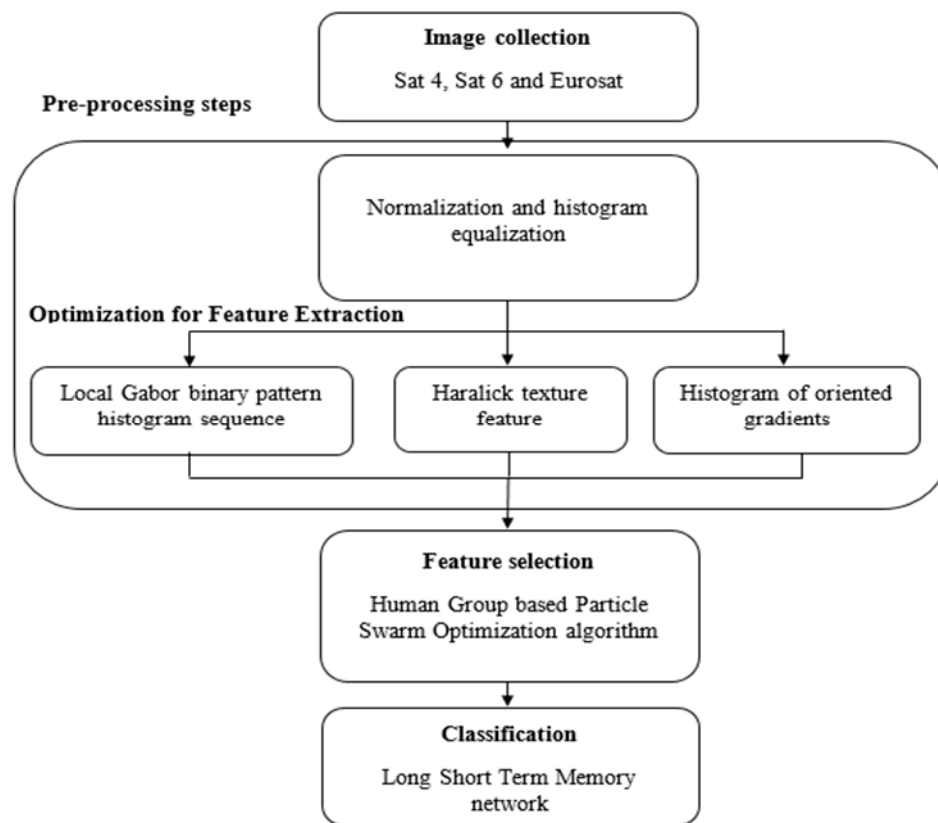 Image collection
Sat 4, Sat 6 and Eurosat
Pre-processing steps
Normalization and histogram
equalization
Optimization for Feature Extraction
Local Gabor binary pattern
histogram sequence
Haralick texture
feature
Histogram of oriented
gradients
Feature selection
Human Group based Particle
Swarm Optimization algorithm
Classification
Long Short Term Memory
network